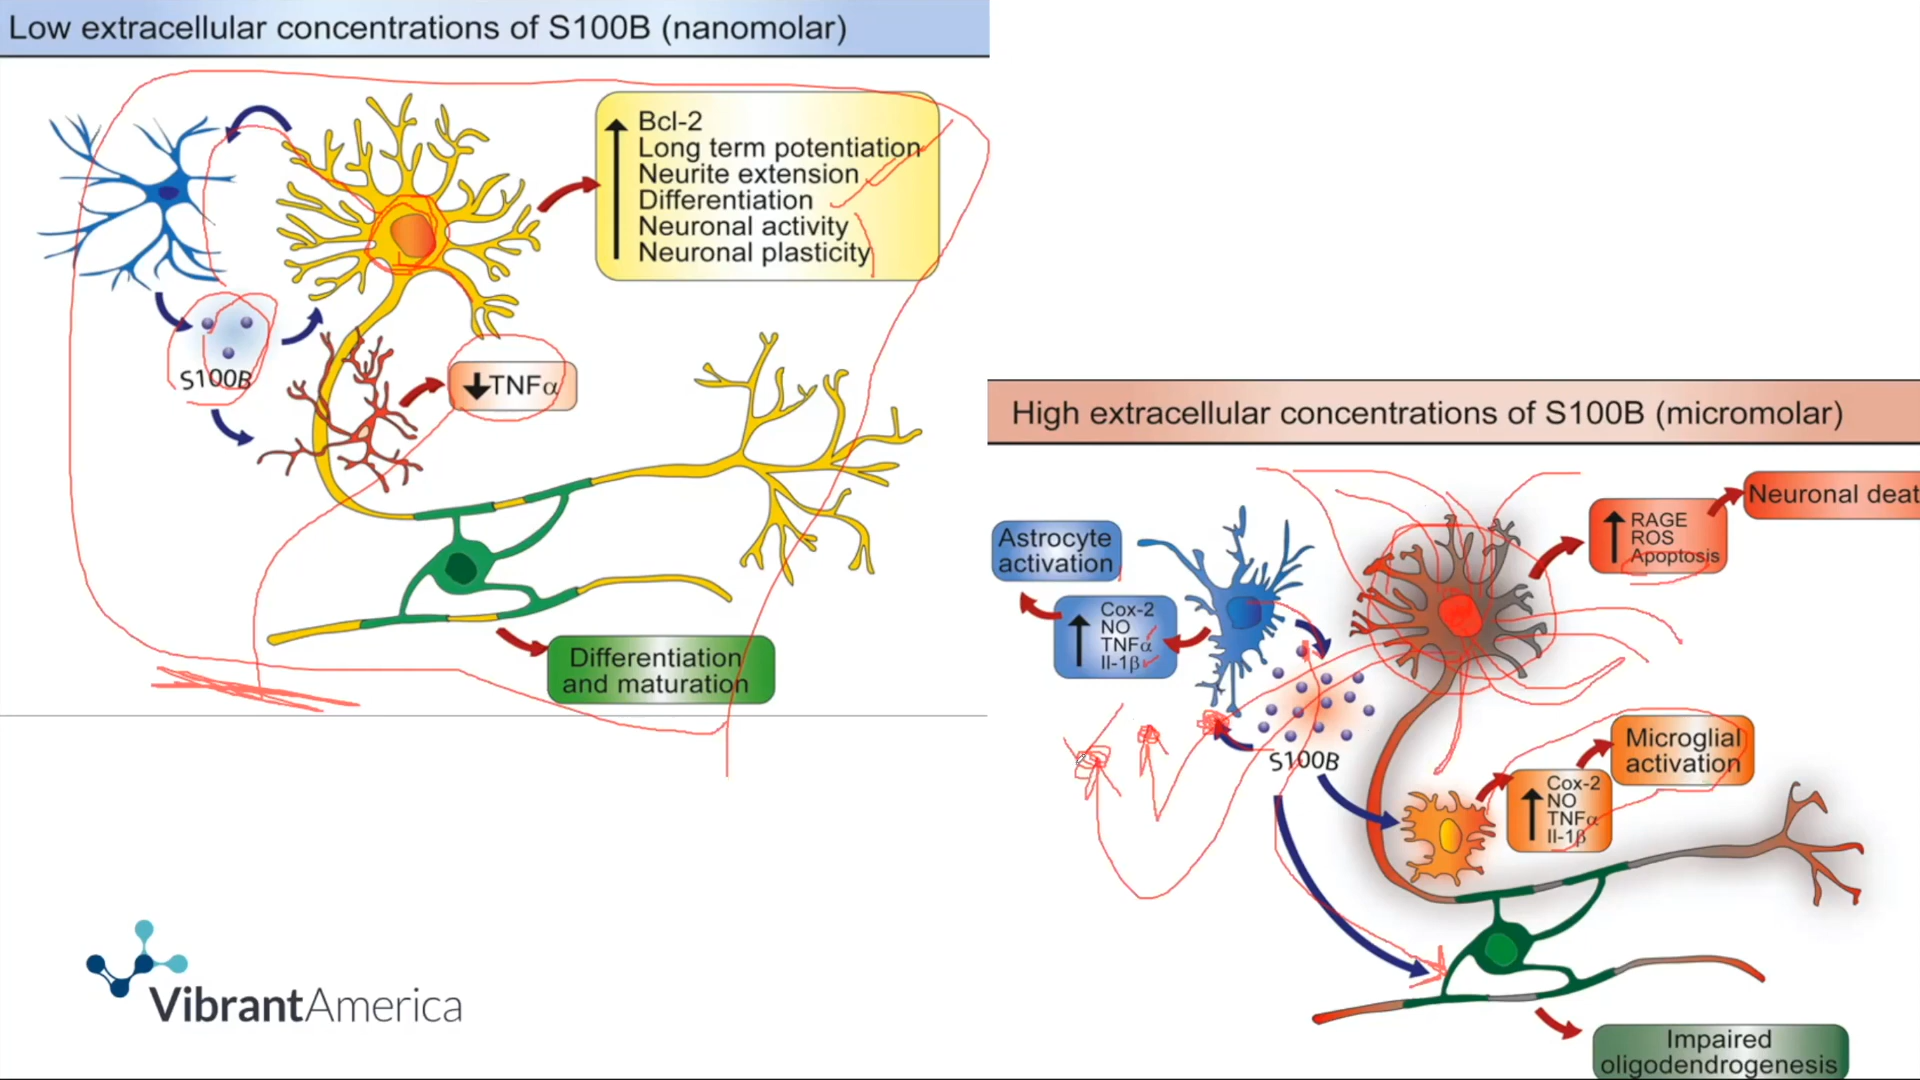 Low extracellular concentrations of S100B (nanomolar)
Bcl-2
Long term potentiation
Neurite extension
Differentiation
Neuronal activity
Neuronal plasticity
S100B
TNFα
Differentiation
and maturation
High extracellular concentrations of S100B (micromolar)
Neuronal deat
RAGE
ROS
Apoptosis
Astrocyte
activation
Cox-2
NO
TNFα
Il-1β
S100B
Microglial
activation
Cox-2
NO
TNFα
Il-1β
Impaired
oligodendrogenesis
VibrantAmerica